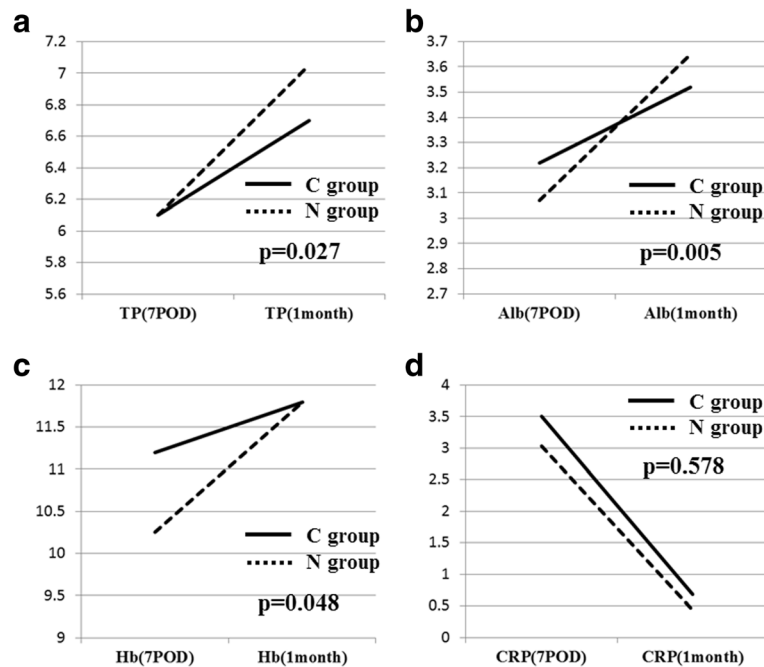 a
7.2
7
6.8
6.6
6.4
6.2
6
5.8
5.6
C group
N group
p=0.027
TP(7POD) TP(1month)
b
3.7
3.6
3.5
3.4
3.3
3.2
3.1
3
2.9
2.8
2.7
C group
N group
p=0.005
Alb(7POD) Alb(1month)
c
12
11.5
11
10.5
10
9.5
9
C group
N group
p=0.048
Hb(7POD) Hb(1month)
d
4
3.5
3
2.5
2
1.5
1
0.5
0
C group
N group
p=0.578
CRP(7POD) CRP(1month)